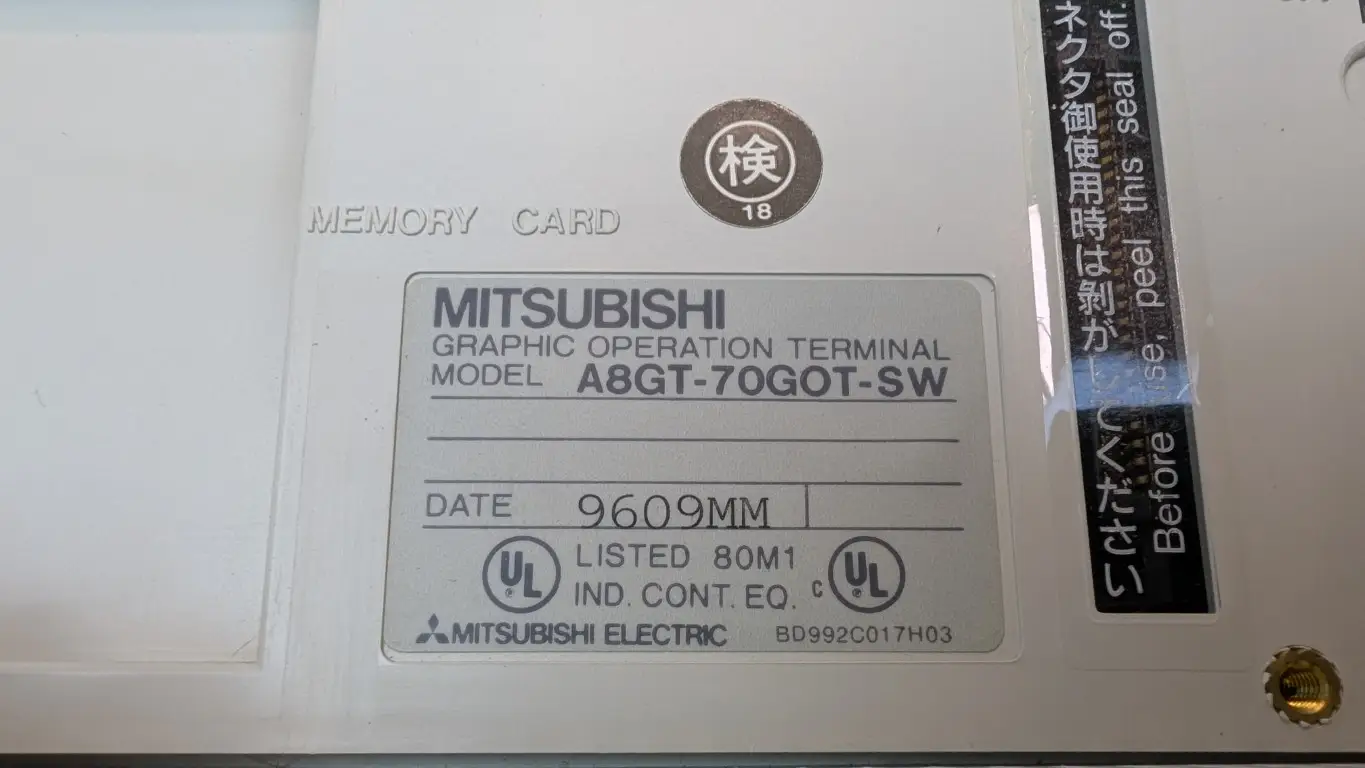 検
18
MEMORY CARD
MITSUBISHI
GRAPHIC OPERATION TERMINAL
MODEL A8GT-70GOT-SW
DATE 9609MM
UL LISTED 80M1 c UL
IND. CONT. EQ.
MITSUBISHI ELECTRIC BD992C017H03
ネクタ御使用時は剥がしてください
Before use, peel this seal off.